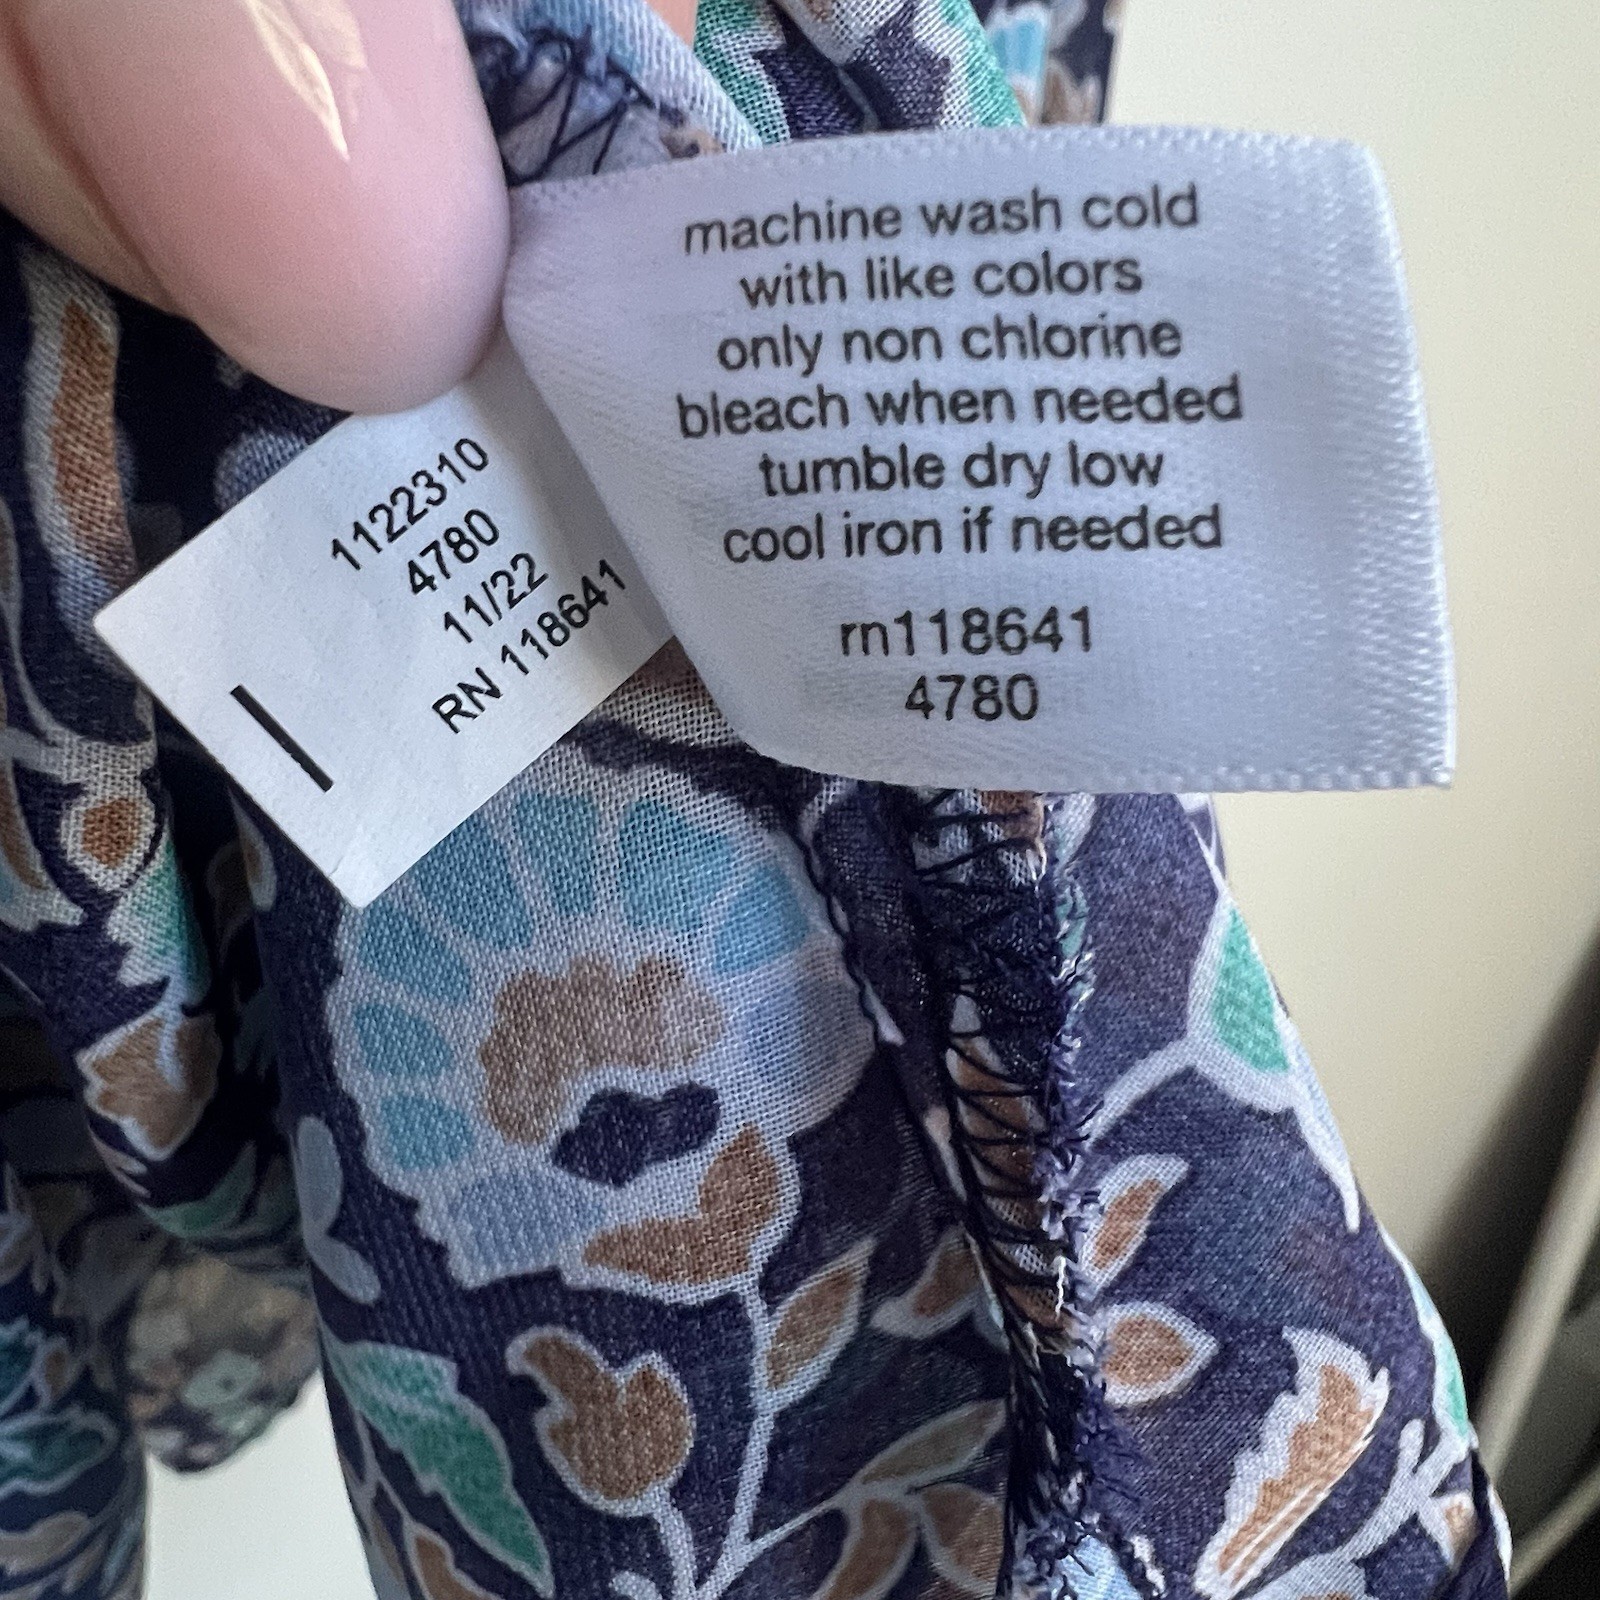 machine wash cold
with like colors
only non chlorine
bleach when needed
tumble dry low
cool iron if needed
rn118641
4780
1122310
4780
11/22
RN 118641